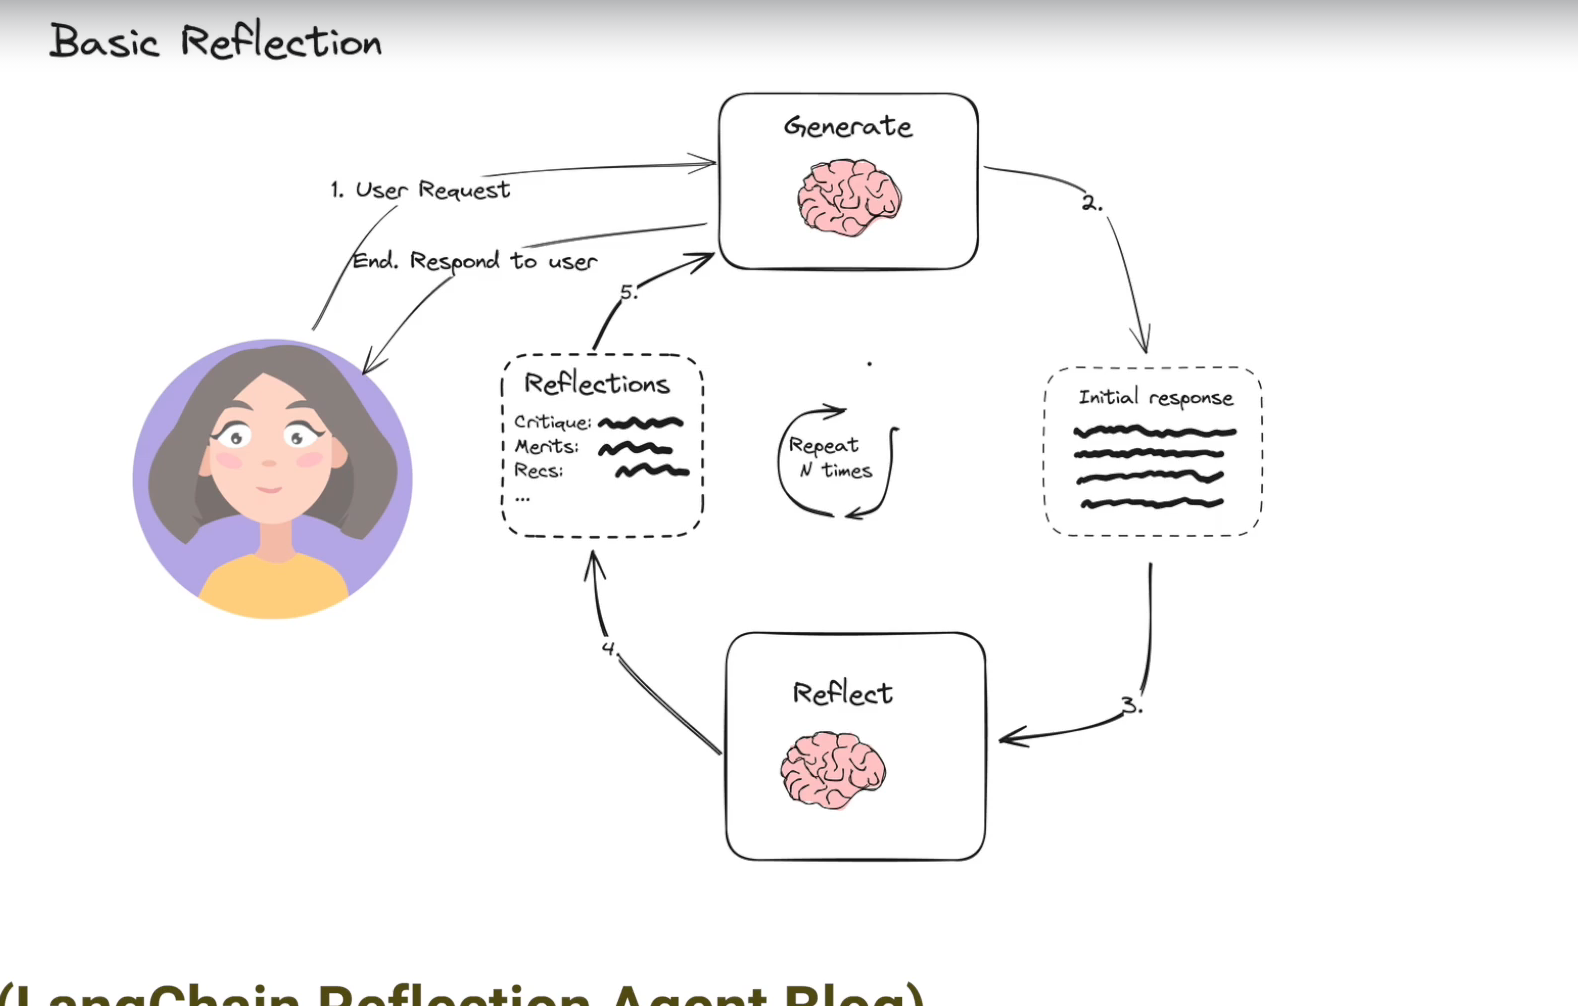 Basic Reflection
Generate
1. User Request
2.
End. Respond to user
5.
Reflections
Critique:
Merits:
Recs:
...
Repeat
N times
Initial response
4.
Reflect
3.
(LangChain Reflection Agent Blog)